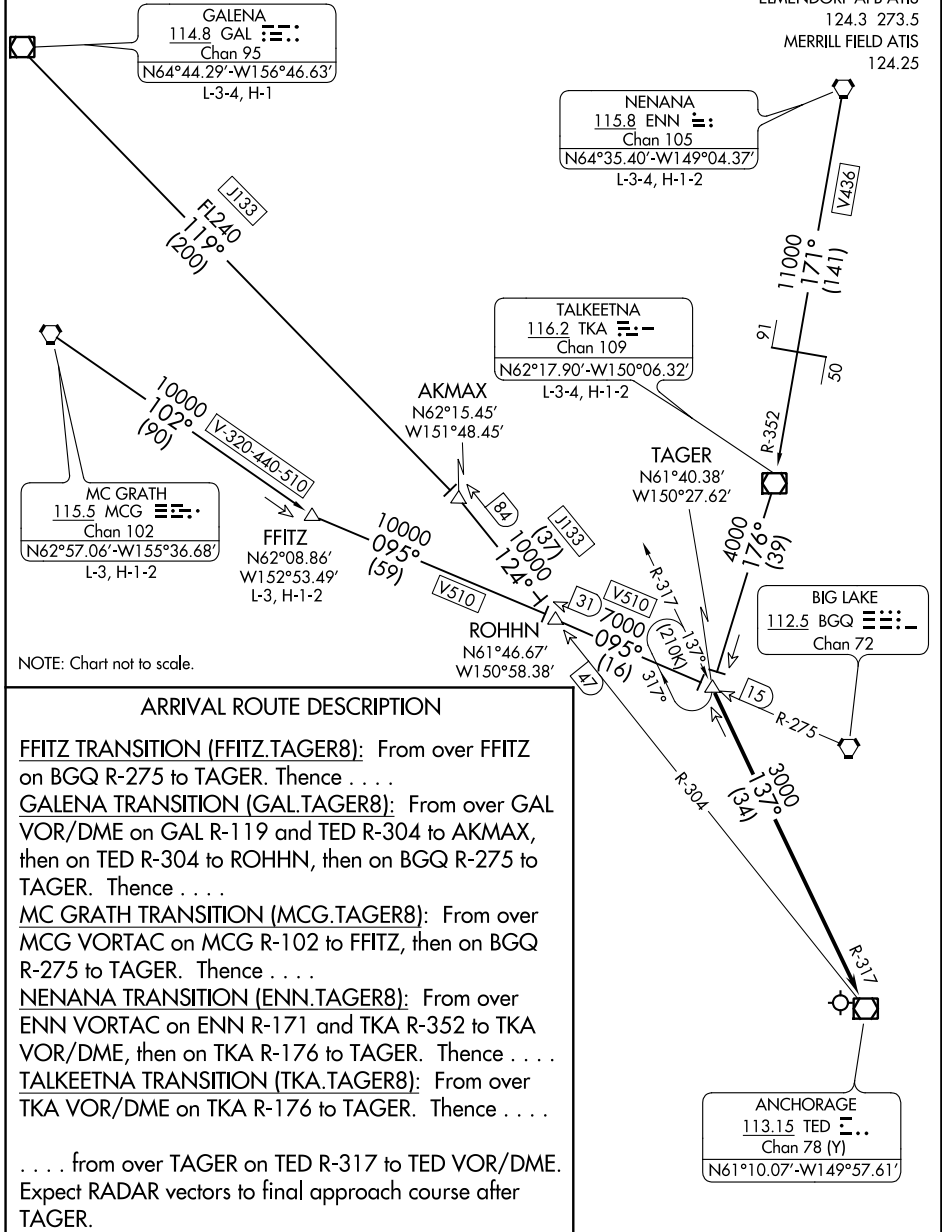 ELMENDORF AFB ATIS
124.3 273.5
MERRILL FIELD ATIS
124.25
GALENA
114.8 GAL
Chan 95
N64°44.29'-W156°46.63'
L-3-4, H-1
NENANA
115.8 ENN
Chan 105
N64°35.40'-W149°04.37'
L-3-4, H-1-2
J133
FL240
119°
(200)
V436
11000
171°
(141)
91
50
TALKEETNA
116.2 TKA
Chan 109
N62°17.90'-W150°06.32'
L-3-4, H-1-2
R-352
10000
102°
(90)
V-320-440-510
MC GRATH
115.5 MCG
Chan 102
N62°57.06'-W155°36.68'
L-3, H-1-2
AKMAX
N62°15.45'
W151°48.45'
TAGER
N61°40.38'
W150°27.62'
FFITZ
N62°08.86'
W152°53.49'
L-3, H-1-2
10000
095°
(59)
V510
84
J133
(37)
10000
124°
4000
176°
(39)
ROHHN
N61°46.67'
W150°58.38'
31
V510
7000
095°
(16)
R-317
(210K)
137°
317°
47
15
R-275
BIG LAKE
112.5 BGQ
Chan 72
R-304
3000
137°
(34)
R-317
ANCHORAGE
113.15 TED
Chan 78 (Y)
N61°10.07'-W149°57.61'
NOTE: Chart not to scale.
ARRIVAL ROUTE DESCRIPTION
FFITZ TRANSITION (FFITZ.TAGER8): From over FFITZ
on BGQ R-275 to TAGER. Thence . . . .
GALENA TRANSITION (GAL.TAGER8): From over GAL
VOR/DME on GAL R-119 and TED R-304 to AKMAX,
then on TED R-304 to ROHHN, then on BGQ R-275 to
TAGER. Thence . . . .
MC GRATH TRANSITION (MCG.TAGER8): From over
MCG VORTAC on MCG R-102 to FFITZ, then on BGQ
R-275 to TAGER. Thence . . . .
NENANA TRANSITION (ENN.TAGER8): From over
ENN VORTAC on ENN R-171 and TKA R-352 to TKA
VOR/DME, then on TKA R-176 to TAGER. Thence . . . .
TALKEETNA TRANSITION (TKA.TAGER8): From over
TKA VOR/DME on TKA R-176 to TAGER. Thence . . . .
. . . . from over TAGER on TED R-317 to TED VOR/DME.
Expect RADAR vectors to final approach course after
TAGER.